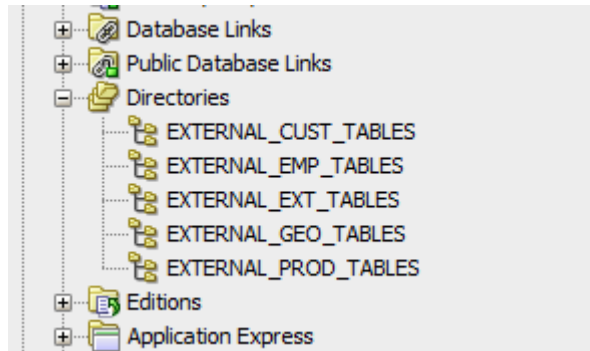 Database Links
Public Database Links
Directories
EXTERNAL_CUST_TABLES
EXTERNAL_EMP_TABLES
EXTERNAL_EXT_TABLES
EXTERNAL_GEO_TABLES
EXTERNAL_PROD_TABLES
Editions
Application Express